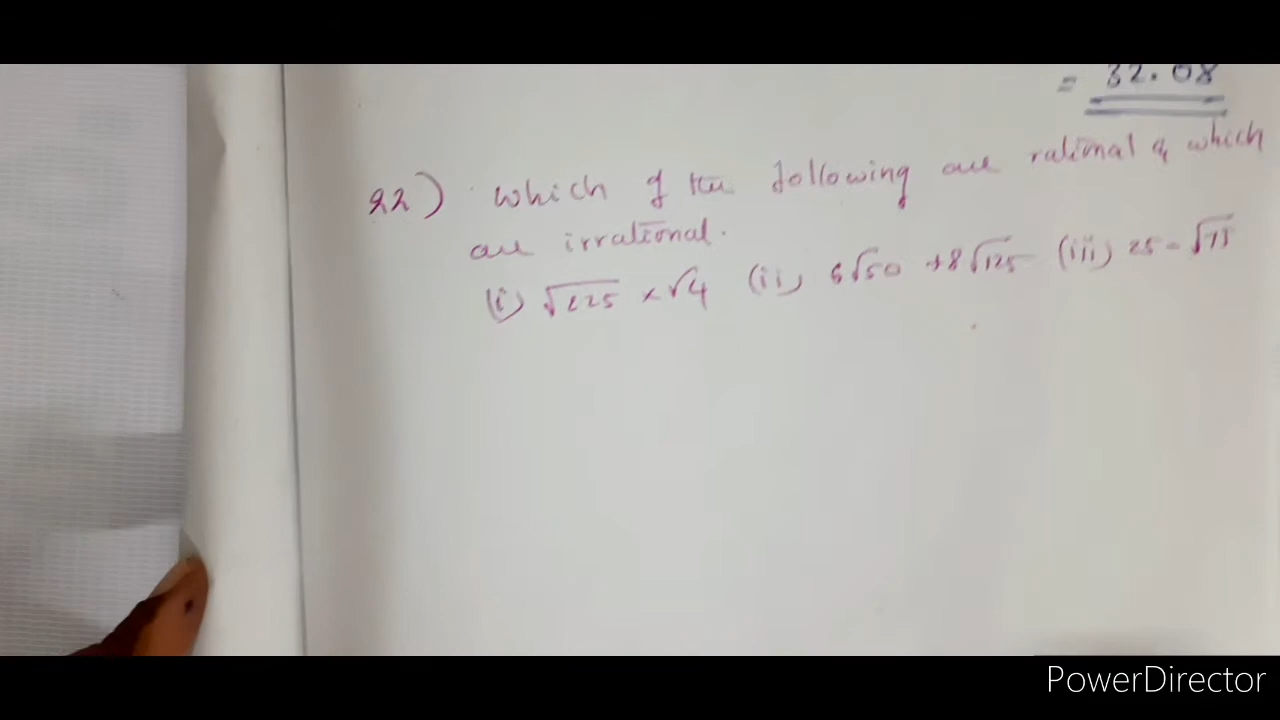 = 32.08
22) Which of the following are rational & which
are irrational.
(i) √225 × √4 (ii) 6√50 + 8√125 (iii) 25 - √75
PowerDirector